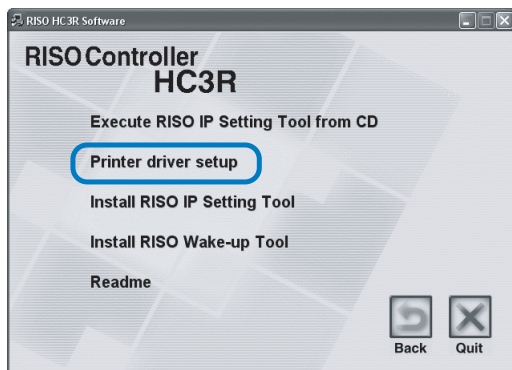 RISO HC3R Software
RISO Controller
HC3R
Execute RISO IP Setting Tool from CD
Printer driver setup
Install RISO IP Setting Tool
Install RISO Wake-up Tool
Readme
Back Quit